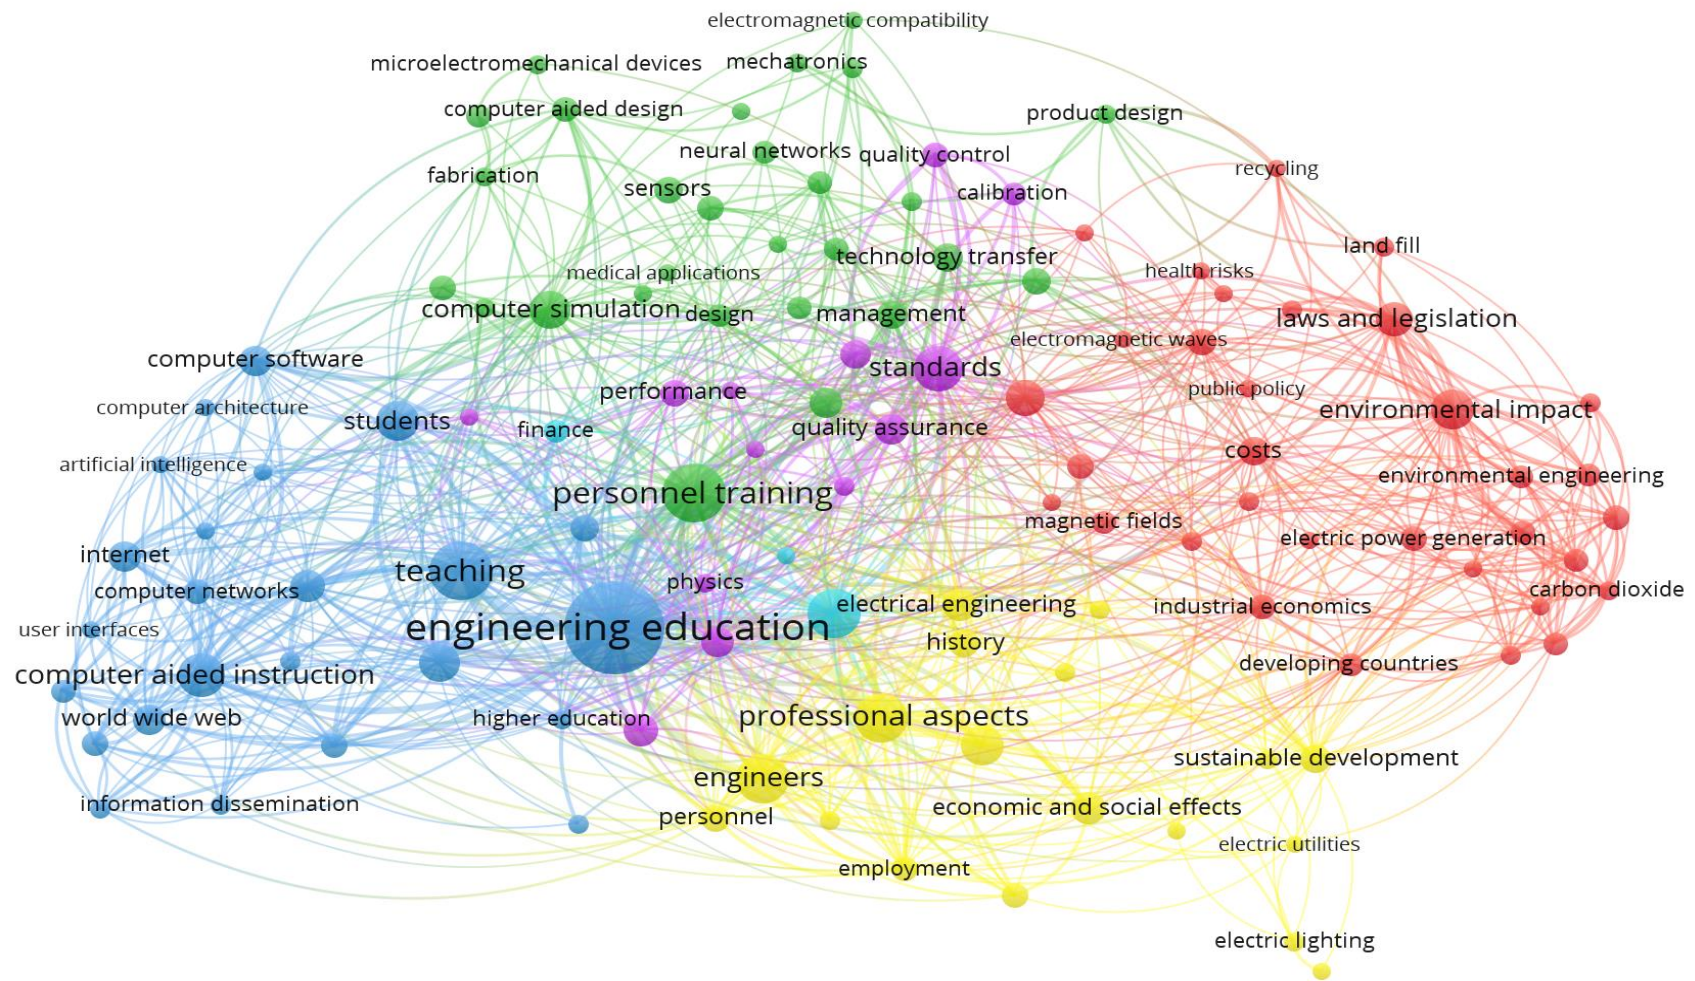 electromagnetic compatibility
microelectromechanical devices
mechatronics
computer aided design
product design
neural networks
quality control
recycling
fabrication
sensors
calibration
land fill
technology transfer
medical applications
health risks
computer simulation
design
management
laws and legislation
electromagnetic waves
computer software
standards
performance
public policy
computer architecture
students
finance
quality assurance
environmental impact
costs
artificial intelligence
environmental engineering
personnel training
magnetic fields
electric power generation
internet
teaching
physics
computer networks
carbon dioxide
electrical engineering
industrial economics
user interfaces
engineering education
history
developing countries
computer aided instruction
world wide web
higher education
professional aspects
sustainable development
engineers
information dissemination
personnel
economic and social effects
electric utilities
employment
electric lighting